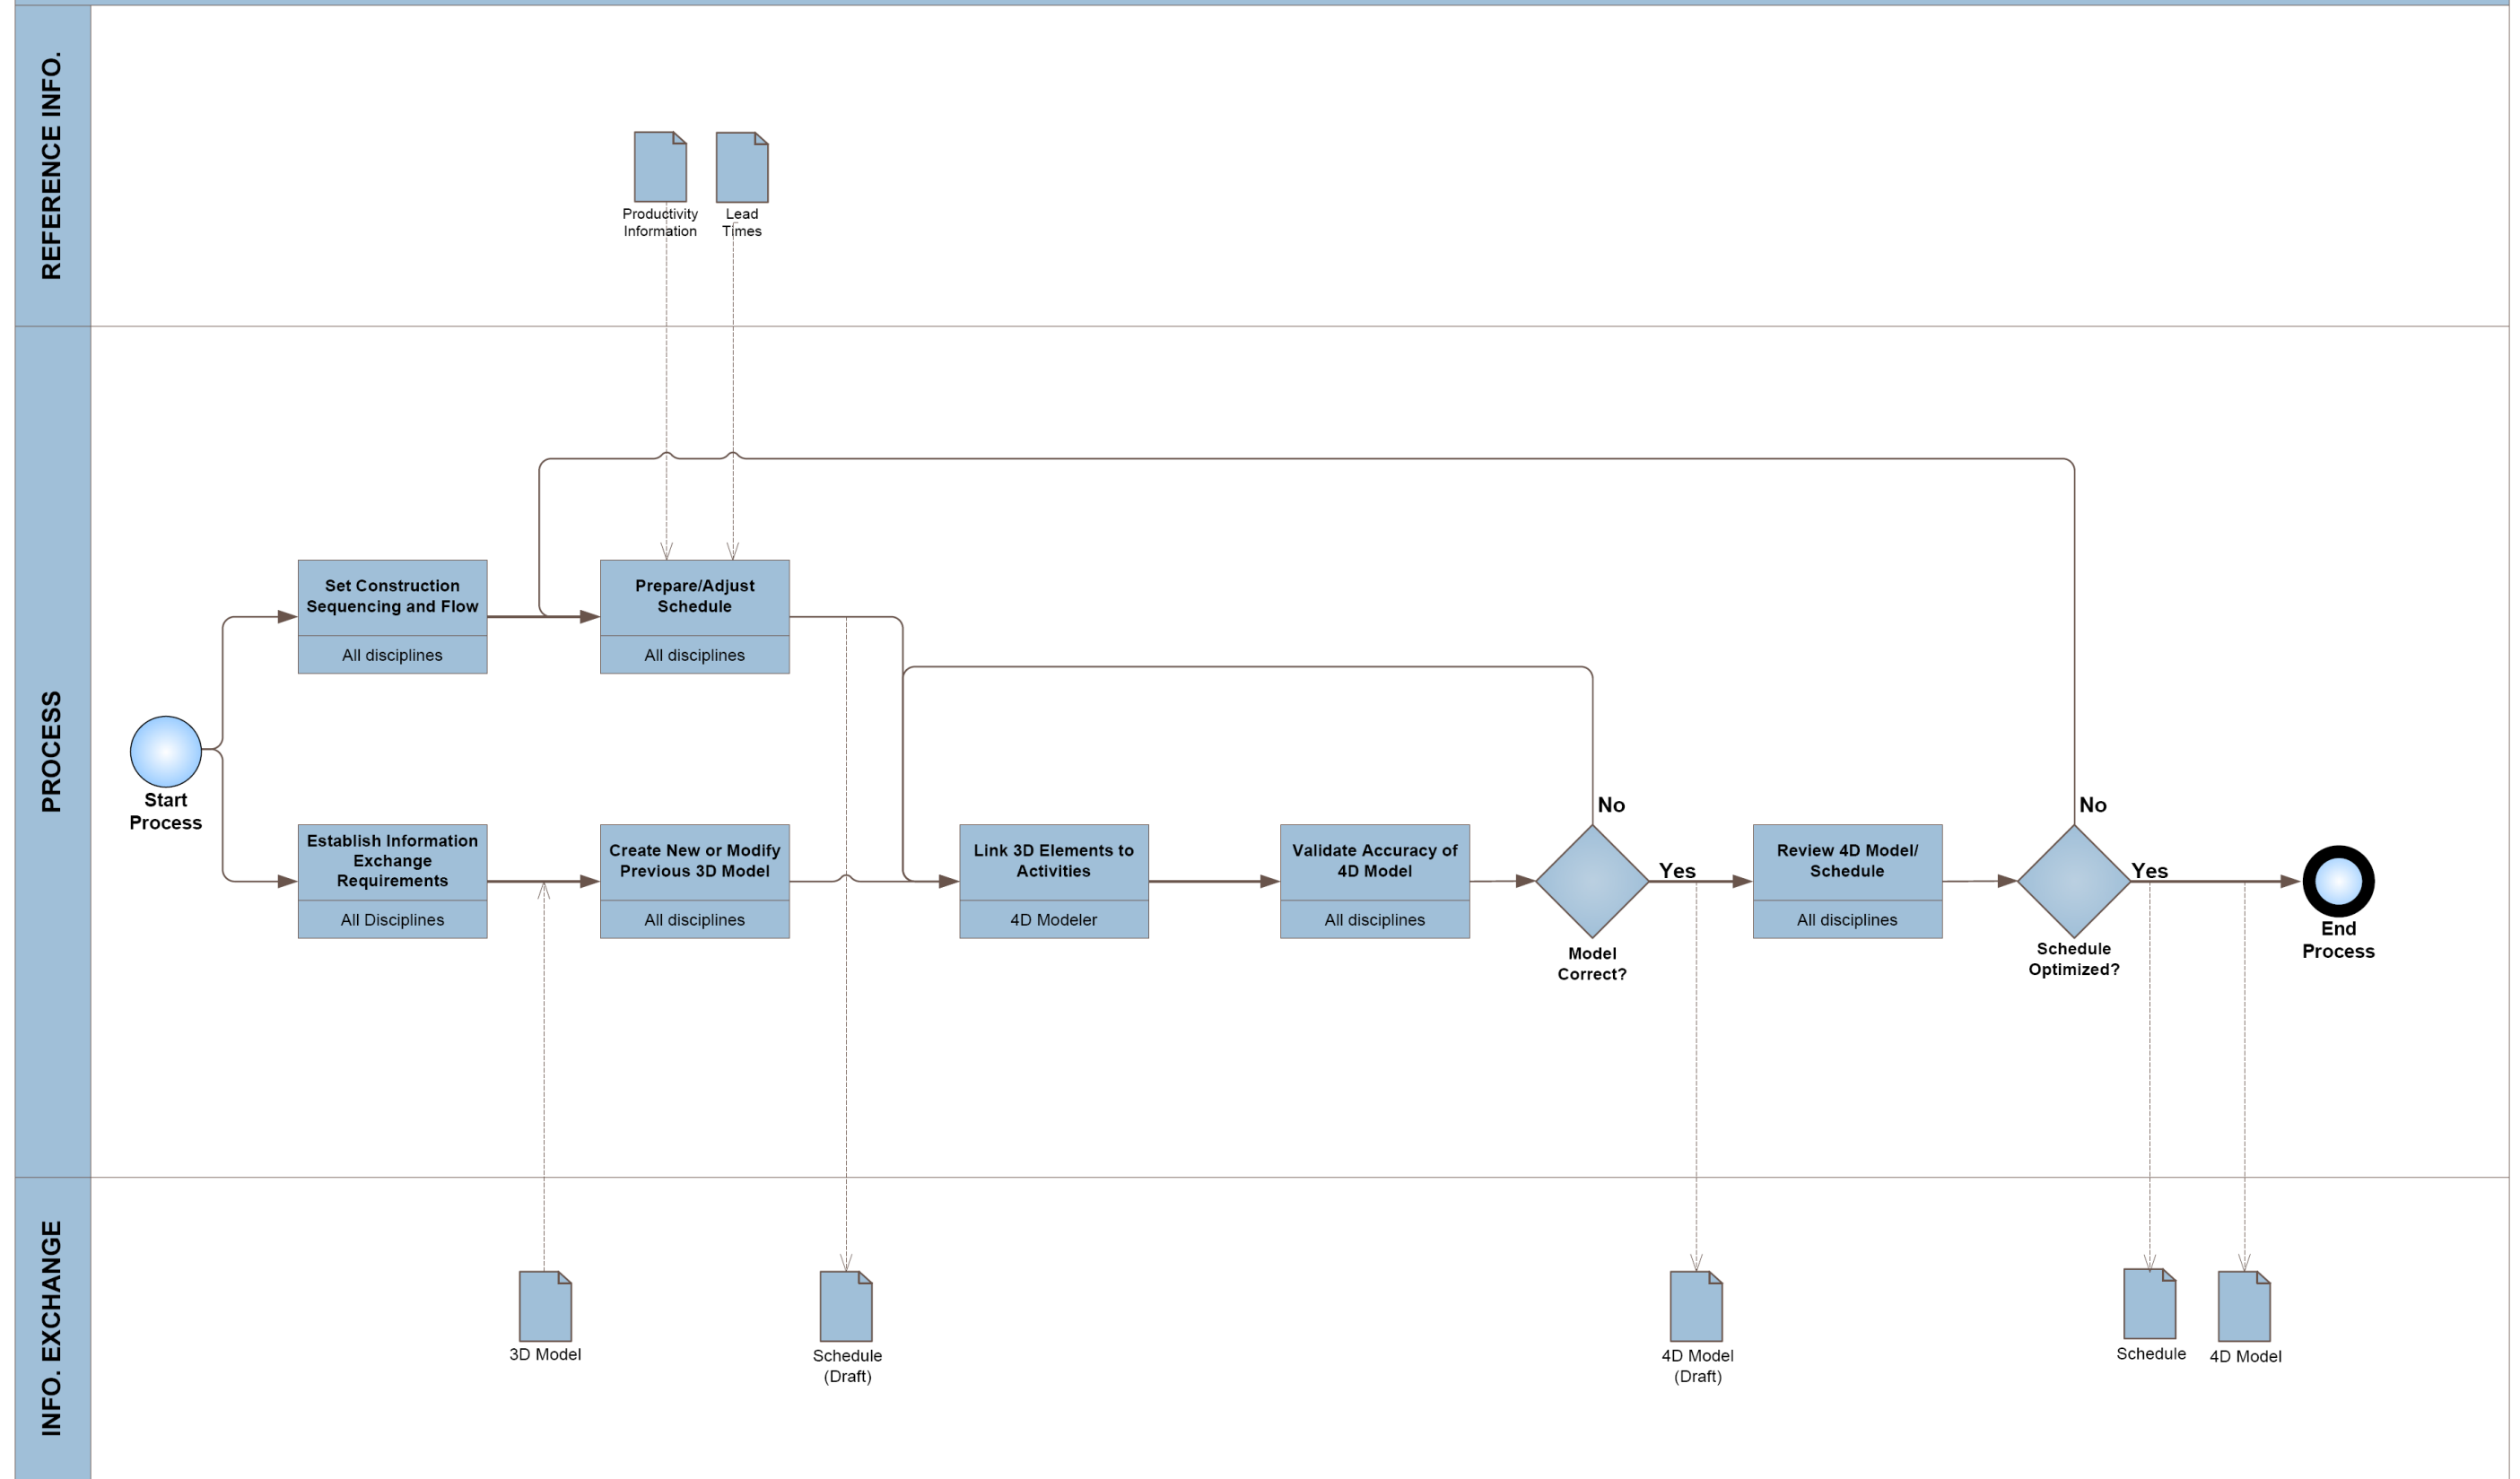 REFERENCE INFO.
Productivity
Information
Lead
Times
PROCESS
Start
Process
Set Construction
Sequencing and Flow
All disciplines
Prepare/Adjust
Schedule
All disciplines
Establish Information
Exchange
Requirements
All Disciplines
Create New or Modify
Previous 3D Model
All disciplines
Link 3D Elements to
Activities
4D Modeler
Validate Accuracy of
4D Model
All disciplines
No
Yes
Model
Correct?
Review 4D Model/
Schedule
All disciplines
No
Yes
Schedule
Optimized?
End
Process
INFO. EXCHANGE
3D Model
Schedule
(Draft)
4D Model
(Draft)
Schedule
4D Model